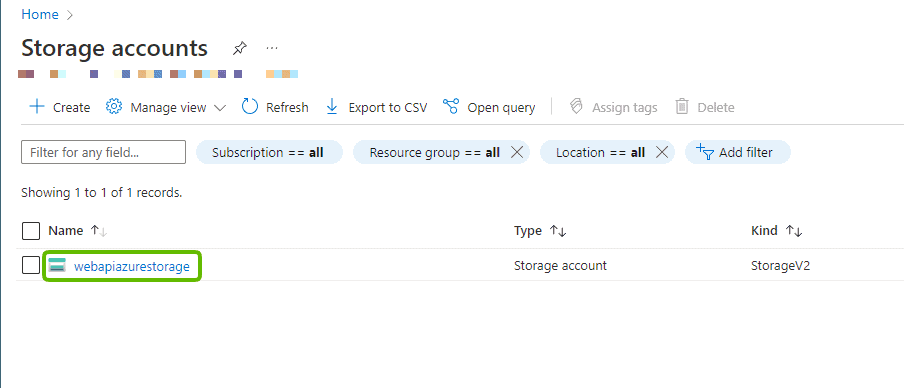 Home
Storage accounts
Create Manage view Refresh Export to CSV Open query Assign tags Delete
Filter for any field... Subscription == all Resource group == all Location == all Add filter
Showing 1 to 1 of 1 records.
Name Type Kind
webapiazurestorage Storage account StorageV2